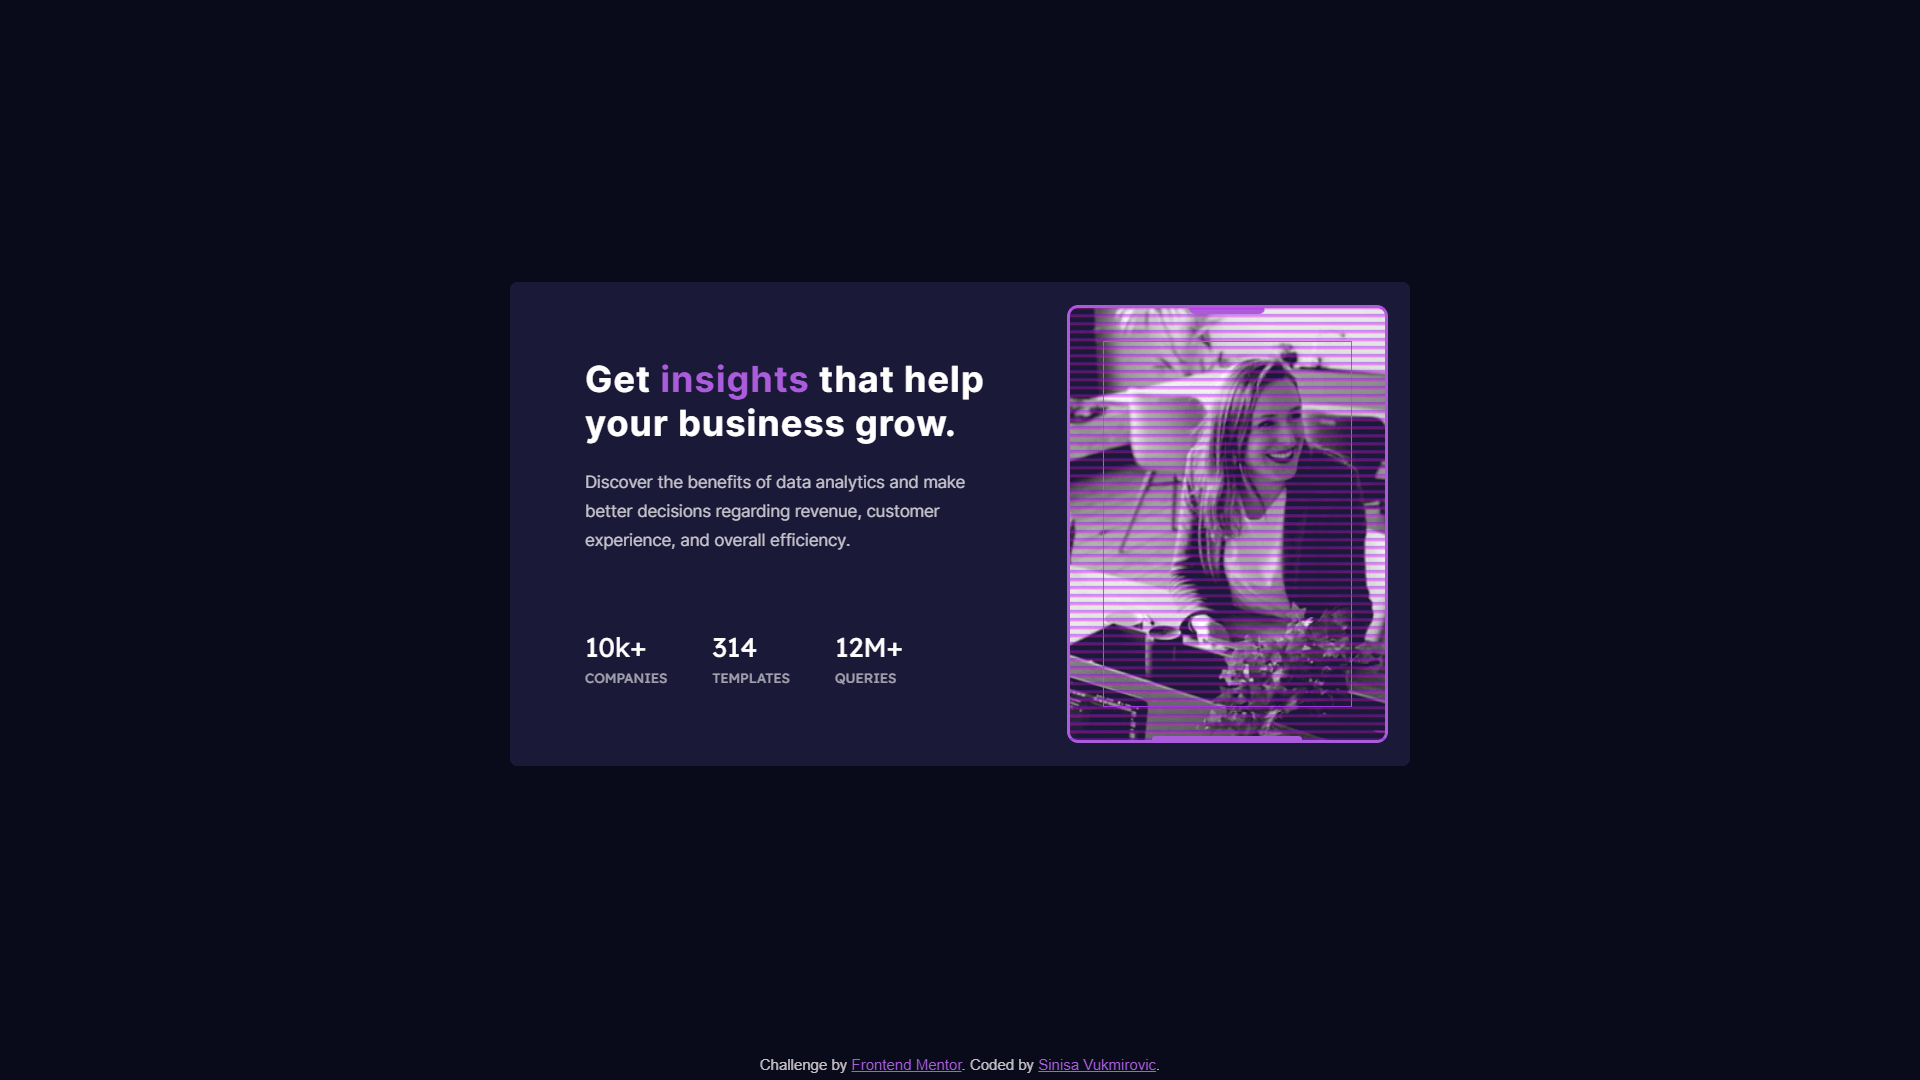 Get insights that help
your business grow.
Discover the benefits of data analytics and make
better decisions regarding revenue, customer
experience, and overall efficiency.
10k+
COMPANIES
314
TEMPLATES
12M+
QUERIES
Challenge by Frontend Mentor. Coded by Sinisa Vukmirovic.